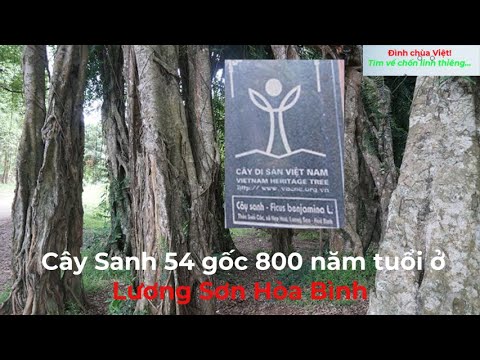 Đình chùa Việt!
Tìm về chốn linh thiêng...
CÂY DI SẢN VIỆT NAM
VIETNAM HERITAGE TREE
Cây sanh - Ficus benjamina L.
Cây Sanh 54 gốc 800 năm tuổi ở
Lương Sơn Hòa Bình